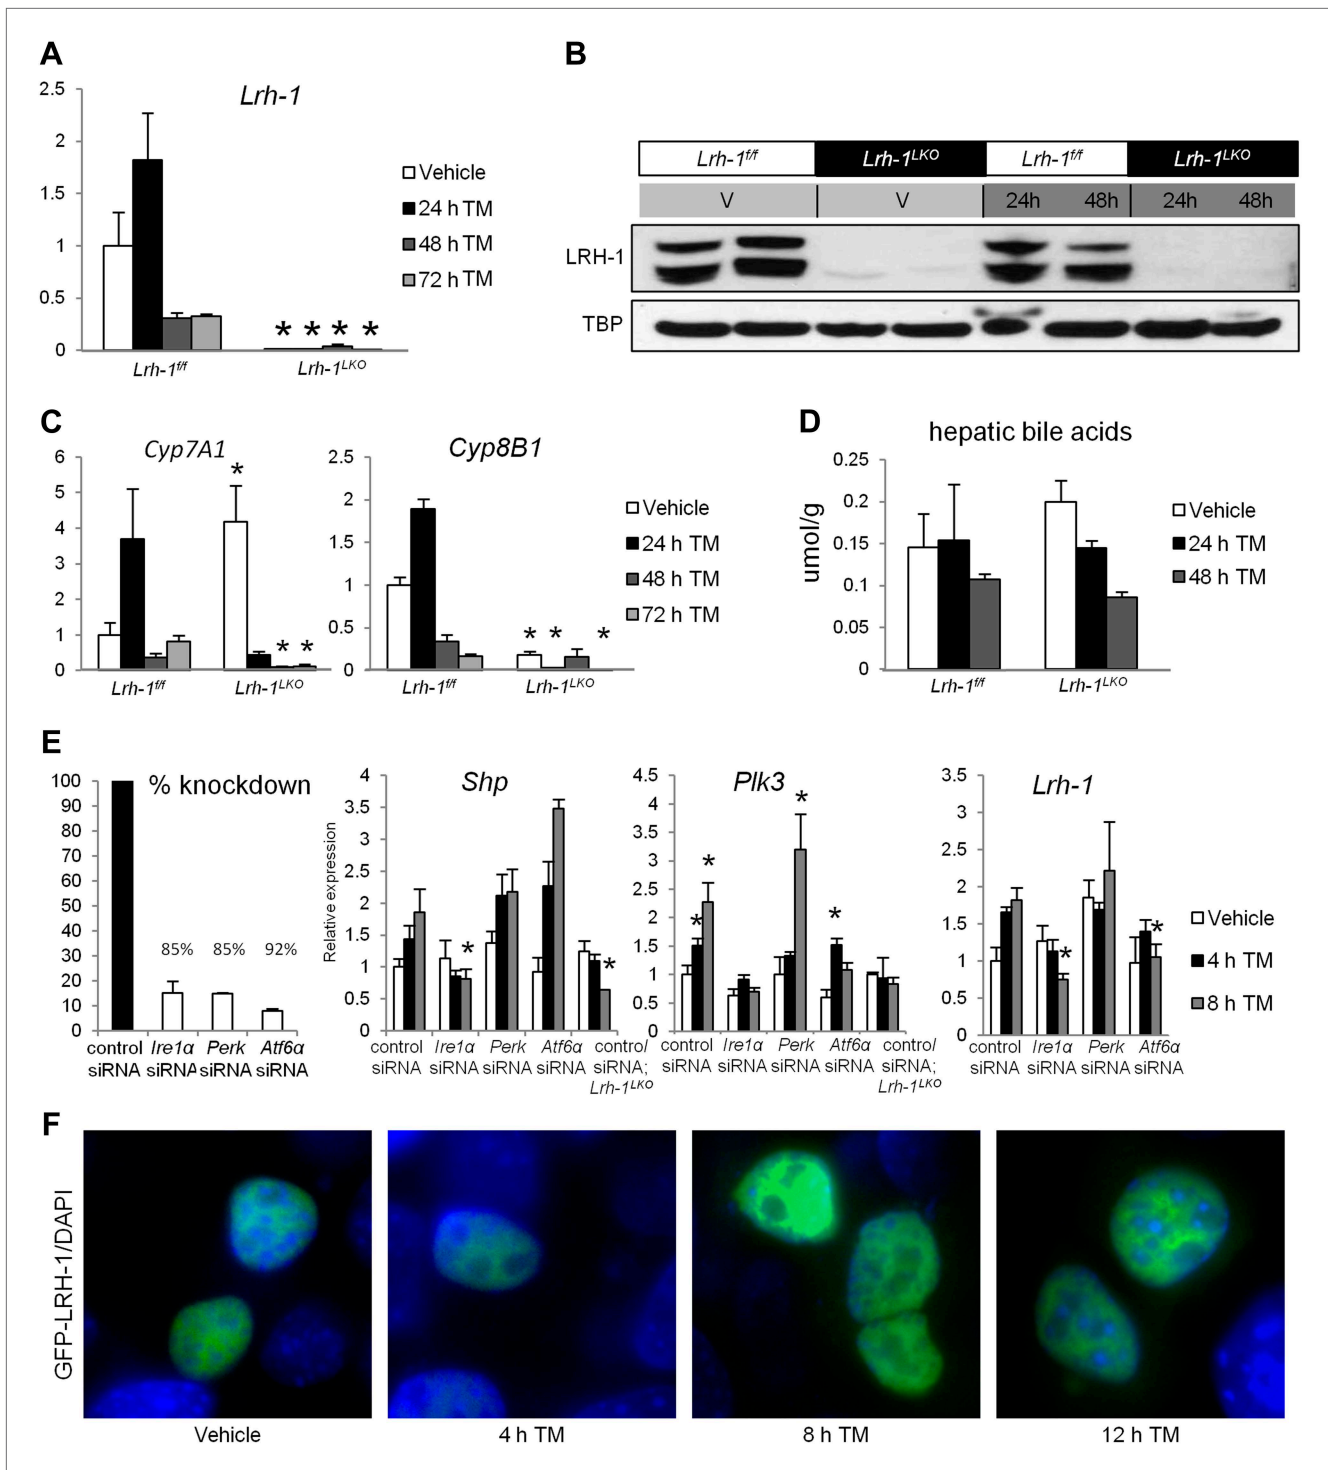 A
Lrh-1
2.5
2
1.5
1
0.5
0
* * * *
Lrh-1f/f
Lrh-1LKO
Vehicle
24 h TM
48 h TM
72 h TM
B
Lrh-1f/f Lrh-1LKO Lrh-1f/f Lrh-1LKO
V V 24h 48h 24h 48h
LRH-1
TBP
C
Cyp7A1
6
5
4
3
2
1
0
*
* *
Lrh-1f/f
Lrh-1LKO
Cyp8B1
2.5
2
1.5
1
0.5
0
* * *
Lrh-1f/f
Lrh-1LKO
Vehicle
24 h TM
48 h TM
72 h TM
D
hepatic bile acids
umol/g
0.25
0.2
0.15
0.1
0.05
0
Lrh-1f/f
Lrh-1LKO
Vehicle
24 h TM
48 h TM
E
% knockdown
100
90
80
70
60
50
40
30
20
10
0
85% 85% 92%
control Ire1α Perk Atf6α
siRNA siRNA siRNA siRNA
Shp
Relative expression
4
3.5
3
2.5
2
1.5
1
0.5
0
* *
control Ire1α Perk Atf6α control
siRNA siRNA siRNA siRNA siRNA;
Lrh-1LKO
Plk3
4.5
4
3.5
3
2.5
2
1.5
1
0.5
0
* * * *
control Ire1α Perk Atf6α control
siRNA siRNA siRNA siRNA siRNA;
Lrh-1LKO
Lrh-1
3.5
3
2.5
2
1.5
1
0.5
0
* *
control Ire1α Perk Atf6α
siRNA siRNA siRNA siRNA
Vehicle
4 h TM
8 h TM
F
GFP-LRH-1/DAPI
Vehicle
4 h TM
8 h TM
12 h TM